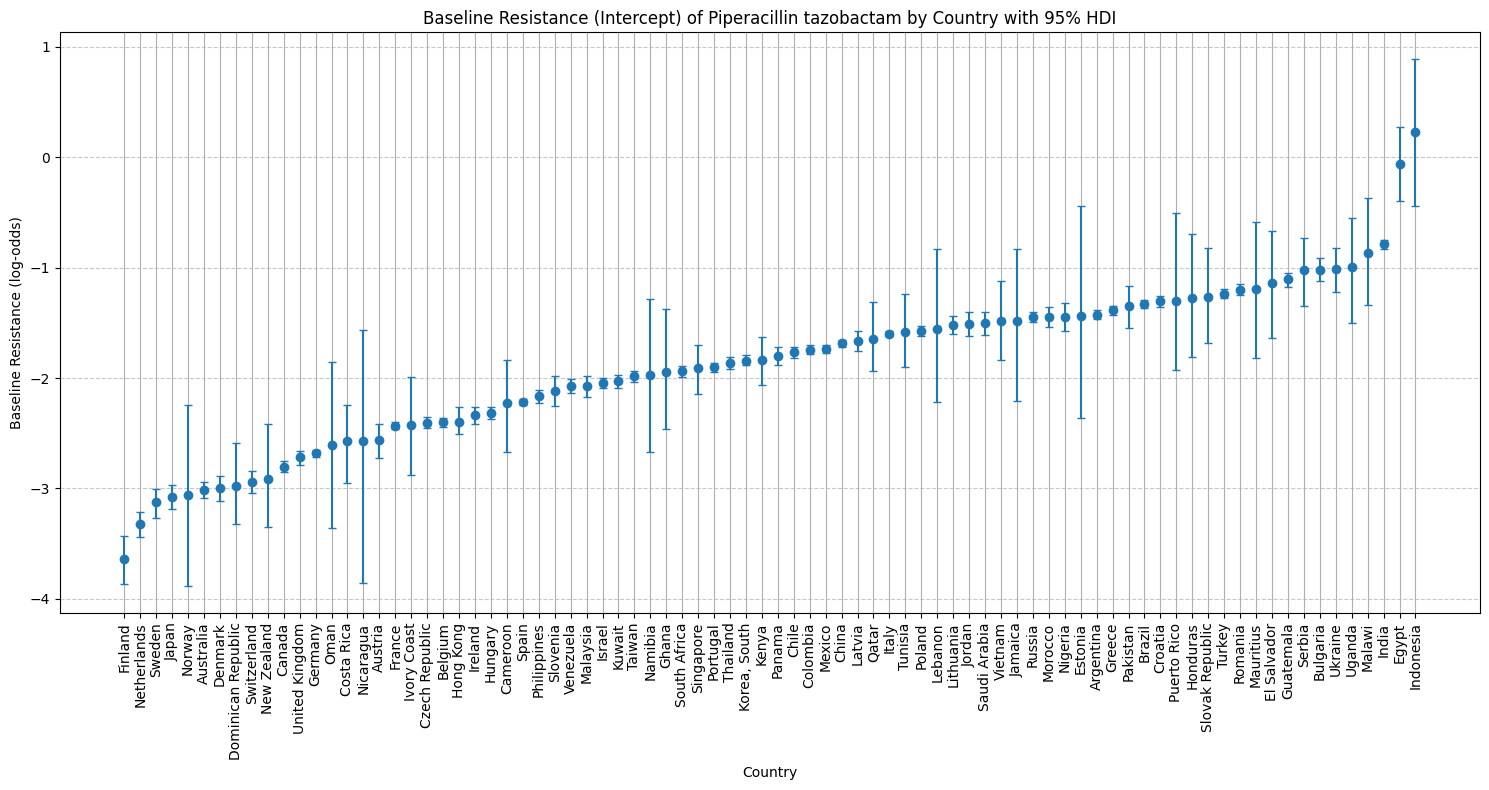 Baseline Resistance (Intercept) of Piperacillin tazobactam by Country with 95% HDI
Baseline Resistance (log-odds)
1
0
−1
−2
−3
−4
Finland
Netherlands
Sweden
Japan
Norway
Australia
Denmark
Dominican Republic
Switzerland
New Zealand
Canada
United Kingdom
Germany
Oman
Costa Rica
Nicaragua
Austria
France
Ivory Coast
Czech Republic
Belgium
Hong Kong
Ireland
Hungary
Cameroon
Spain
Philippines
Slovenia
Venezuela
Malaysia
Israel
Kuwait
Taiwan
Namibia
Ghana
South Africa
Singapore
Portugal
Thailand
Korea, South
Kenya
Panama
Chile
Colombia
Mexico
China
Latvia
Qatar
Italy
Tunisia
Poland
Lebanon
Lithuania
Jordan
Saudi Arabia
Vietnam
Jamaica
Russia
Morocco
Nigeria
Estonia
Argentina
Greece
Pakistan
Brazil
Croatia
Puerto Rico
Honduras
Slovak Republic
Turkey
Romania
Mauritius
El Salvador
Guatemala
Serbia
Bulgaria
Ukraine
Uganda
Malawi
India
Egypt
Indonesia
Country